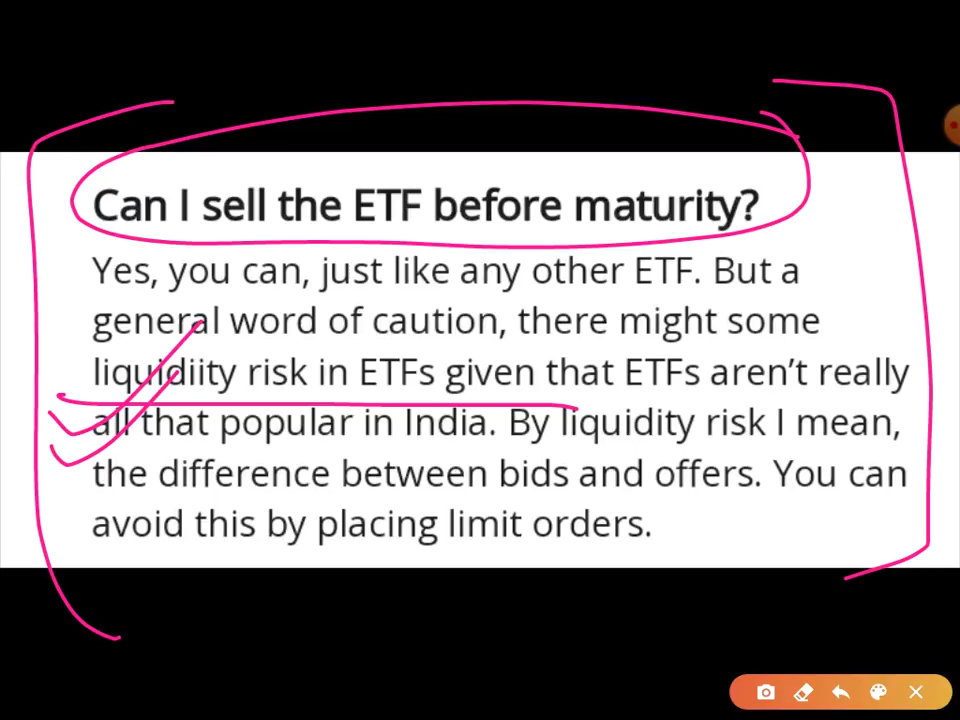 Can I sell the ETF before maturity?
Yes, you can, just like any other ETF. But a
general word of caution, there might some
liquidiity risk in ETFs given that ETFs aren’t really
all that popular in India. By liquidity risk I mean,
the difference between bids and offers. You can
avoid this by placing limit orders.